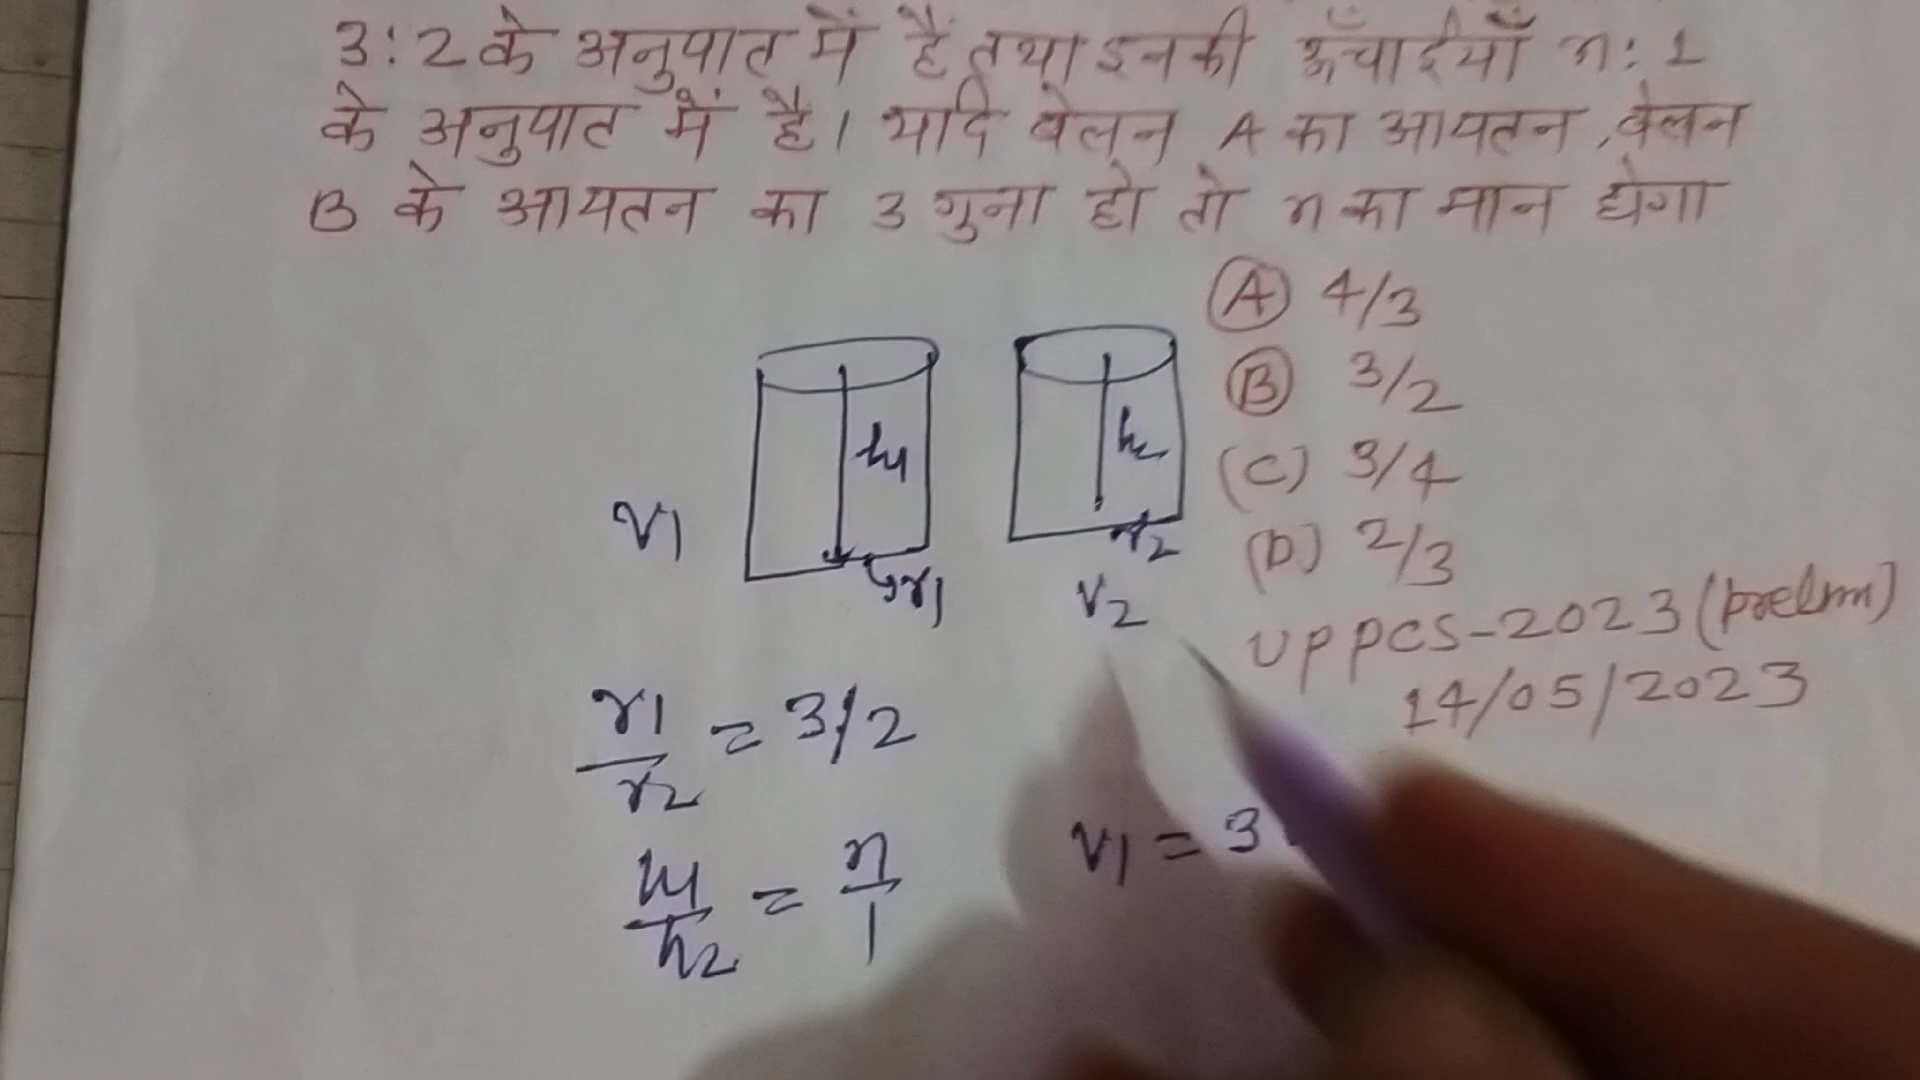 3:2 के अनुपात में हैं तथा इनकी ऊँचाईयाँ n:1
के अनुपात में है। यदि बेलन A का आयतन, बेलन
B के आयतन का 3 गुना हो तो n का मान होगा
(A) 4/3
(B) 3/2
(C) 3/4
(D) 2/3
UPPCS-2023 (prelim)
14/05/2023
h1
h2
V1
r1
r2
V2
r1/r2 = 3/2
h1/h2 = n/1
V1 = 3